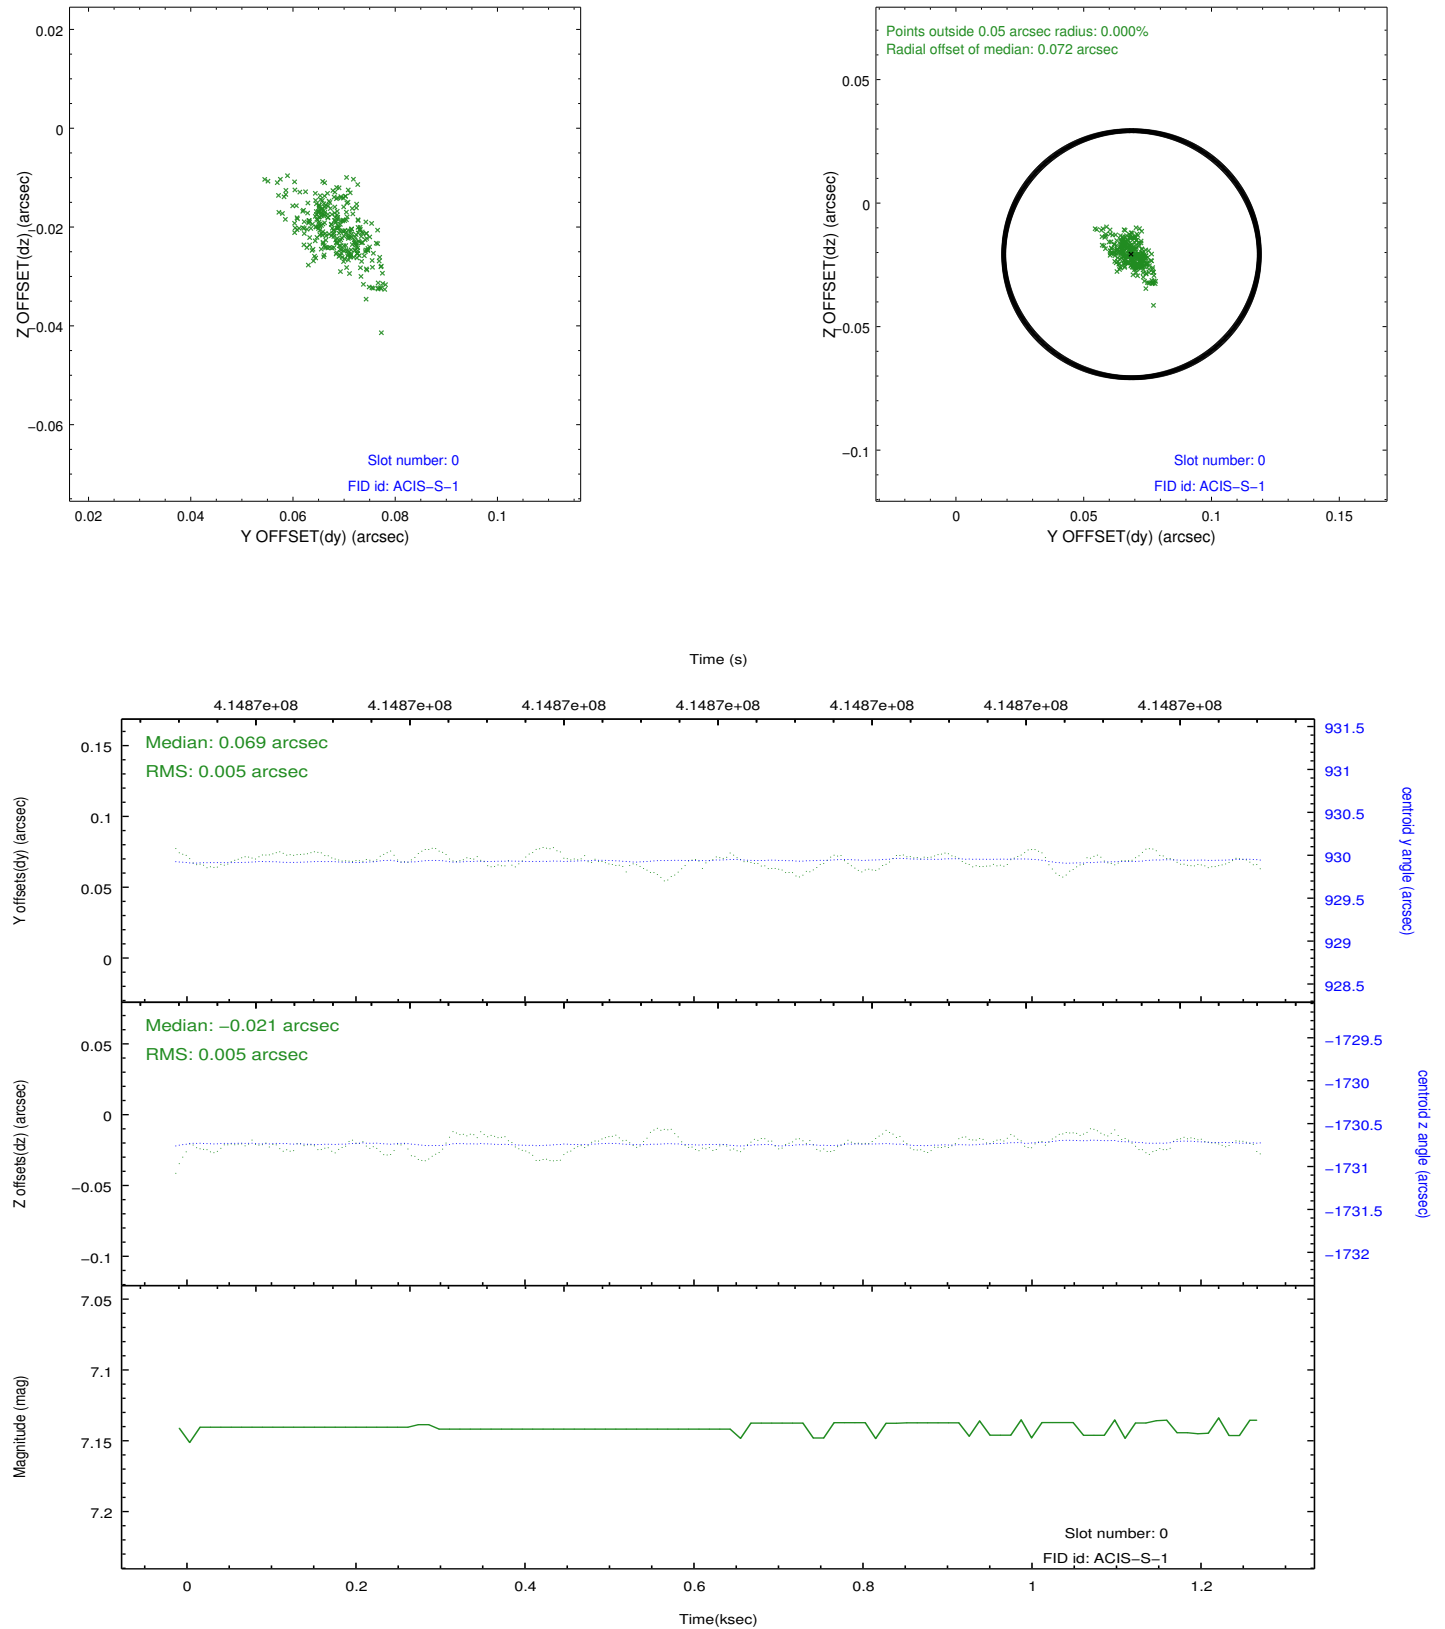 0.02
0
−0.02
−0.04
−0.06
Z OFFSET(dz) (arcsec)
Slot number: 0
FID id: ACIS−S−1
0.02 0.04 0.06 0.08 0.1
Y OFFSET(dy) (arcsec)
Points outside 0.05 arcsec radius: 0.000%
Radial offset of median: 0.072 arcsec
0.05
0
−0.05
−0.1
Z OFFSET(dz) (arcsec)
Slot number: 0
FID id: ACIS−S−1
0 0.05 0.1 0.15
Y OFFSET(dy) (arcsec)
Time (s)
4.1487e+08 4.1487e+08 4.1487e+08 4.1487e+08 4.1487e+08 4.1487e+08 4.1487e+08
Median: 0.069 arcsec
RMS: 0.005 arcsec
0.15
0.1
0.05
0
Y offsets(dy) (arcsec)
931.5
931
930.5
930
929.5
929
928.5
centroid y angle (arcsec)
Median: −0.021 arcsec
RMS: 0.005 arcsec
0.05
0
−0.05
−0.1
Z offsets(dz) (arcsec)
−1729.5
−1730
−1730.5
−1731
−1731.5
−1732
centroid z angle (arcsec)
7.05
7.1
7.15
7.2
Magnitude (mag)
Slot number: 0
FID id: ACIS−S−1
0 0.2 0.4 0.6 0.8 1 1.2
Time(ksec)